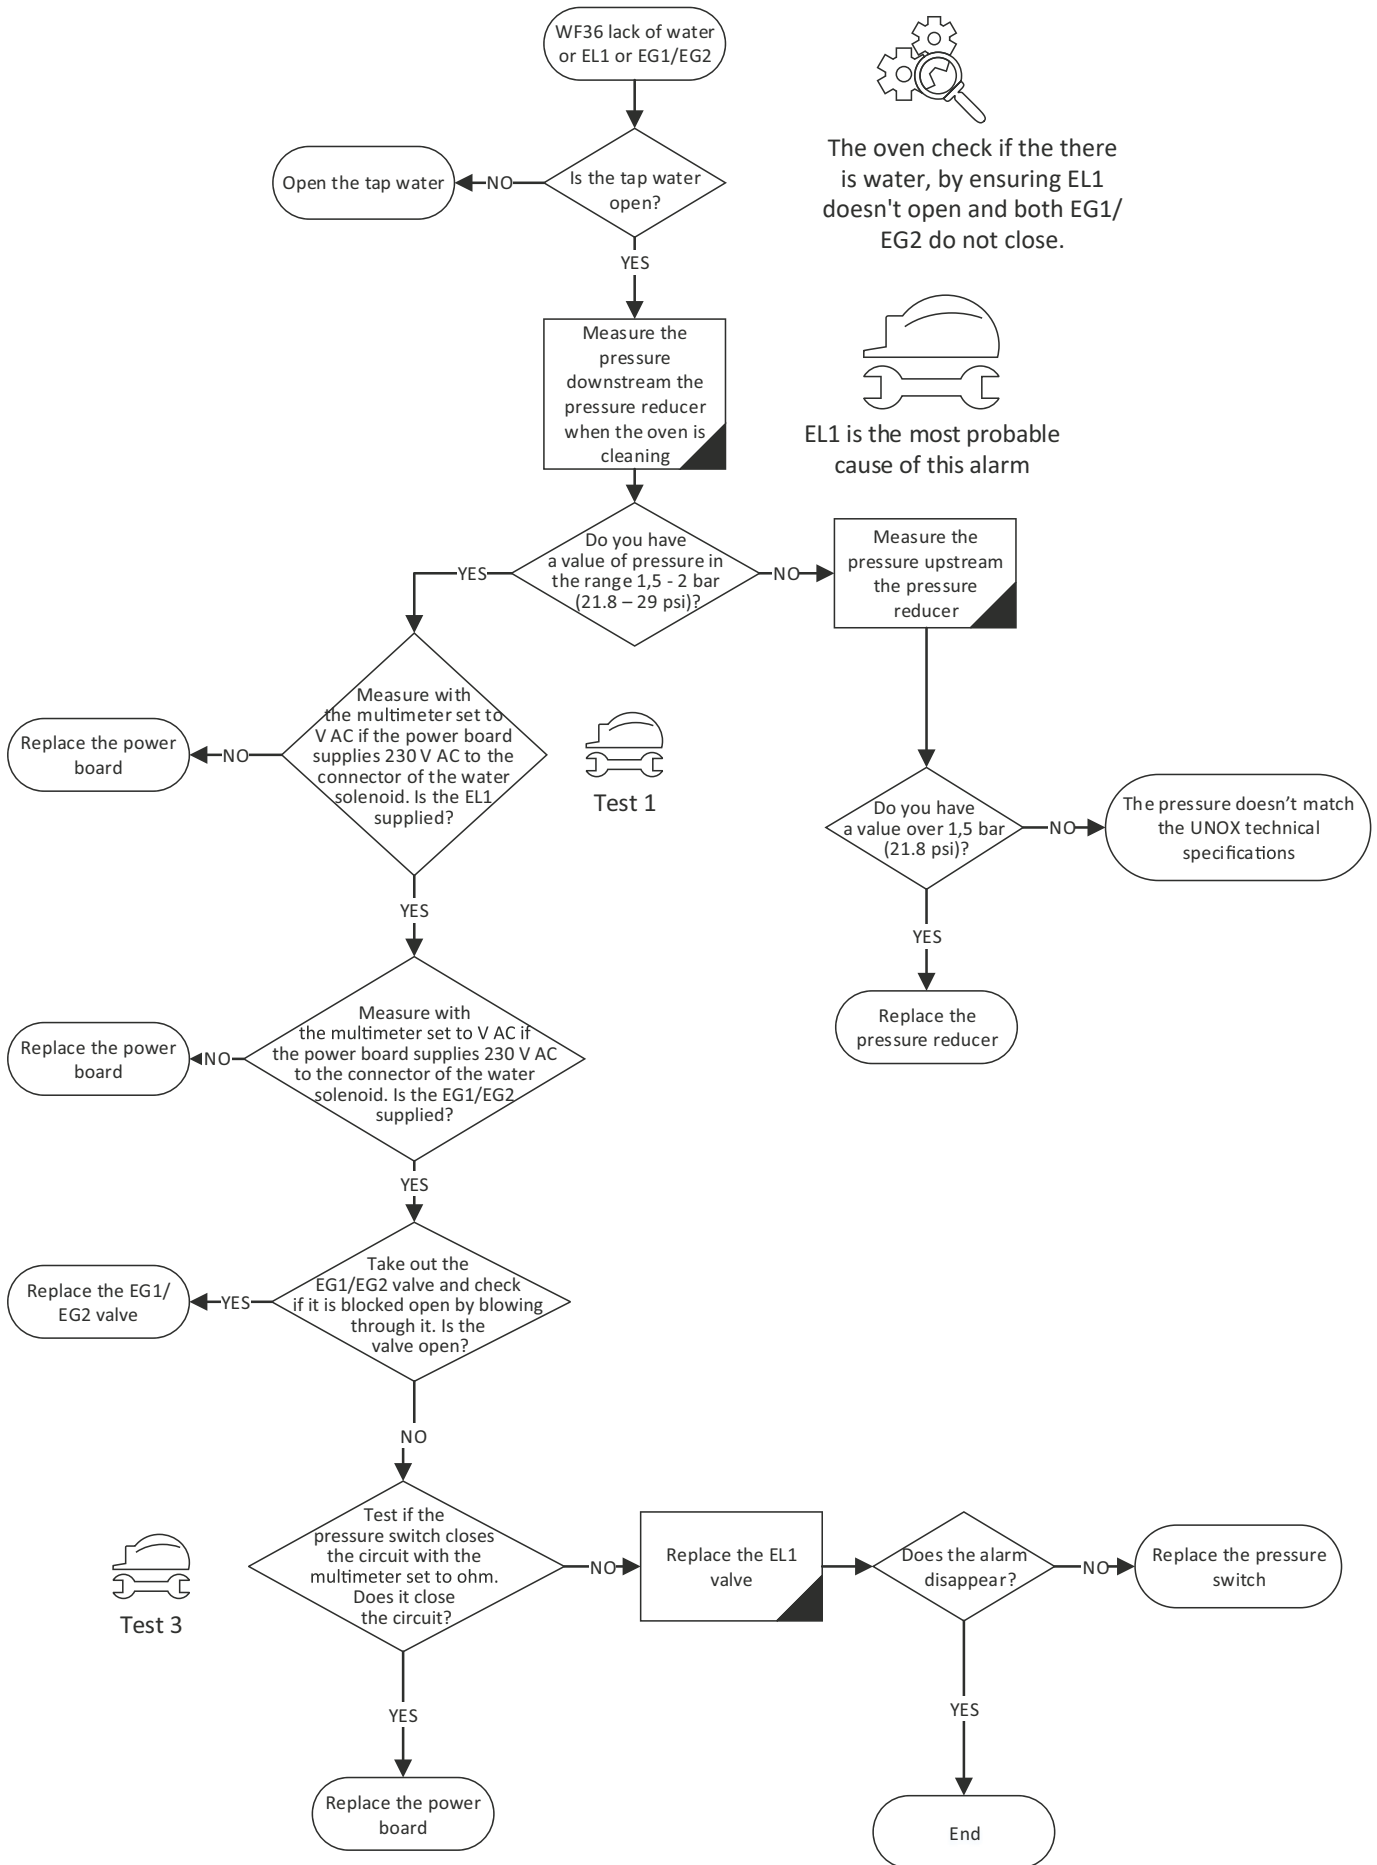 WF36 lack of water
or EL1 or EG1/EG2
The oven check if the there
is water, by ensuring EL1
doesn't open and both EG1/
EG2 do not close.
Is the tap water
open?
NO
Open the tap water
YES
Measure the
pressure
downstream the
pressure reducer
when the oven is
cleaning
EL1 is the most probable
cause of this alarm
Do you have
a value of pressure in
the range 1,5 - 2 bar
(21.8 – 29 psi)?
YES
NO
Measure the
pressure upstream
the pressure
reducer
Measure with
the multimeter set to
V AC if the power board
supplies 230 V AC to the
connector of the water
solenoid. Is the EL1
supplied?
NO
Replace the power
board
Test 1
Do you have
a value over 1,5 bar
(21.8 psi)?
NO
The pressure doesn’t match
the UNOX technical
specifications
YES
YES
Replace the
pressure reducer
Measure with
the multimeter set to V AC if
the power board supplies 230 V AC
to the connector of the water
solenoid. Is the EG1/EG2
supplied?
NO
Replace the power
board
YES
Take out the
EG1/EG2 valve and check
if it is blocked open by blowing
through it. Is the
valve open?
YES
Replace the EG1/
EG2 valve
NO
Test if the
pressure switch closes
the circuit with the
multimeter set to ohm.
Does it close
the circuit?
Test 3
NO
Replace the EL1
valve
Does the alarm
disappear?
NO
Replace the pressure
switch
YES
YES
Replace the power
board
End